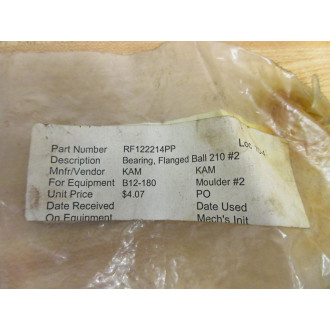 Part Number RF122214PP
Description Bearing, Flanged Ball 210 #2
Mnfr/Vendor KAM KAM
For Equipment B12-180 Moulder #2
Unit Price $4.07 PO
Date Received Date Used
On Equipment Mech's Init